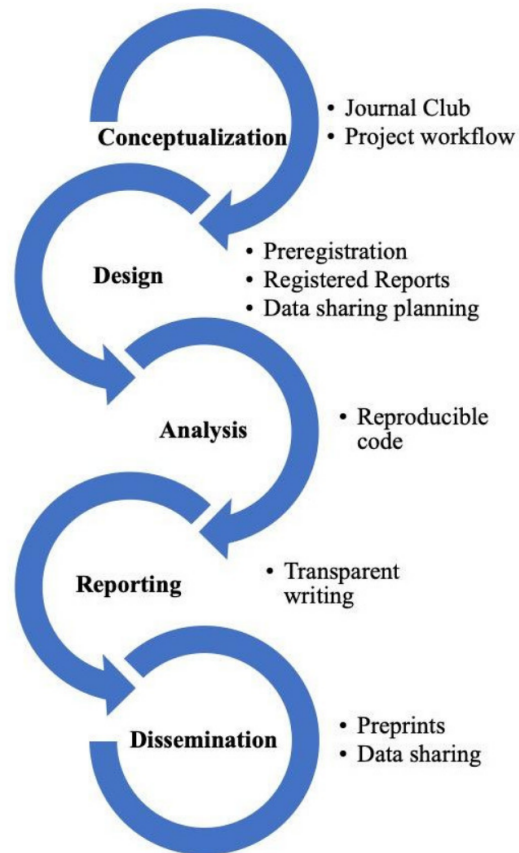 Conceptualization
• Journal Club
• Project workflow
Design
• Preregistration
• Registered Reports
• Data sharing planning
Analysis
• Reproducible
code
Reporting
• Transparent
writing
Dissemination
• Preprints
• Data sharing